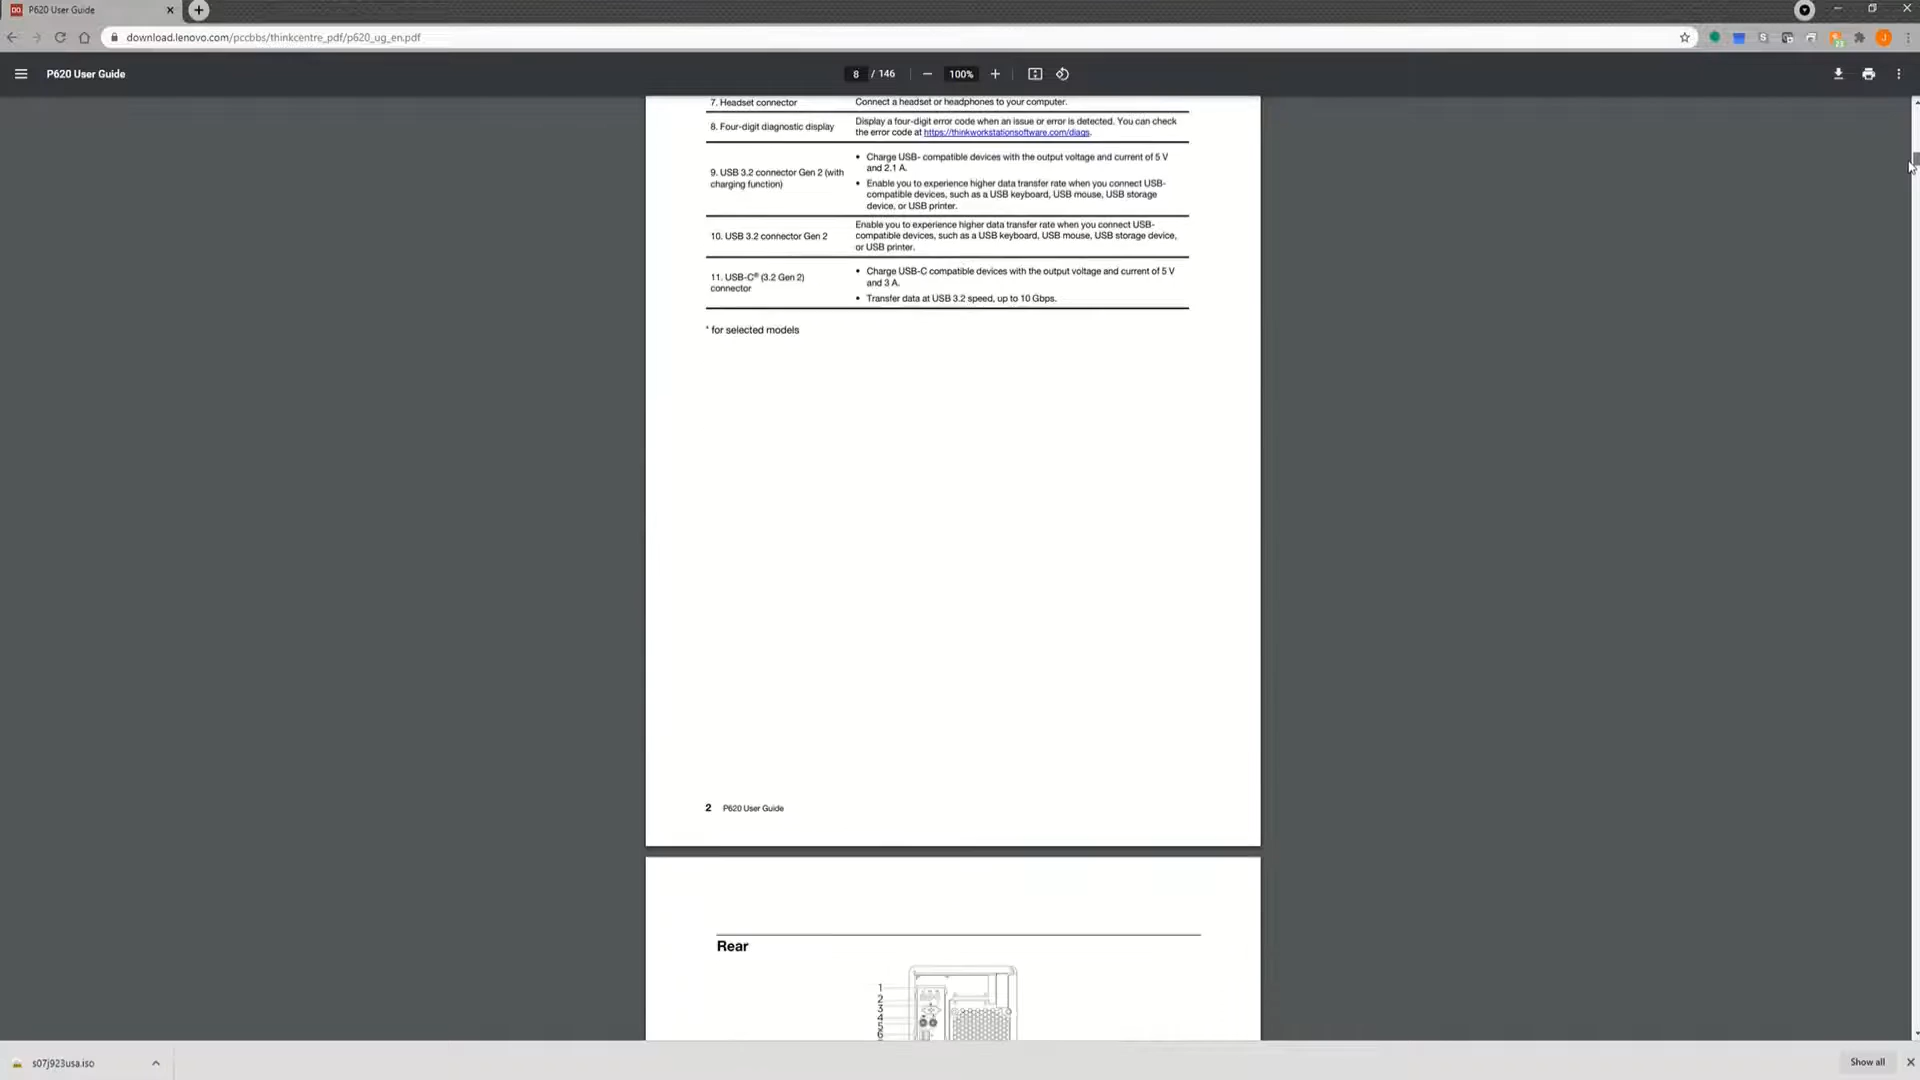 P620 User Guide
download.lenovo.com/pccbbs/thinkcentre_pdf/p620_ug_en.pdf
P620 User Guide
8 / 146
100%
7. Headset connector
Connect a headset or headphones to your computer.
8. Four-digit diagnostic display
Display a four-digit error code when an issue or error is detected. You can check
the error code at https://thinkworkstationsoftware.com/diags.
9. USB 3.2 connector Gen 2 (with
charging function)
• Charge USB- compatible devices with the output voltage and current of 5 V
and 2.1 A.
• Enable you to experience higher data transfer rate when you connect USB-
compatible devices, such as a USB keyboard, USB mouse, USB storage
device, or USB printer.
10. USB 3.2 connector Gen 2
Enable you to experience higher data transfer rate when you connect USB-
compatible devices, such as a USB keyboard, USB mouse, USB storage device,
or USB printer.
11. USB-C® (3.2 Gen 2)
connector
• Charge USB-C compatible devices with the output voltage and current of 5 V
and 3 A.
• Transfer data at USB 3.2 speed, up to 10 Gbps.
* for selected models
2 P620 User Guide
Rear
1
2
3
4
5
6
s07j923usa.iso
Show all